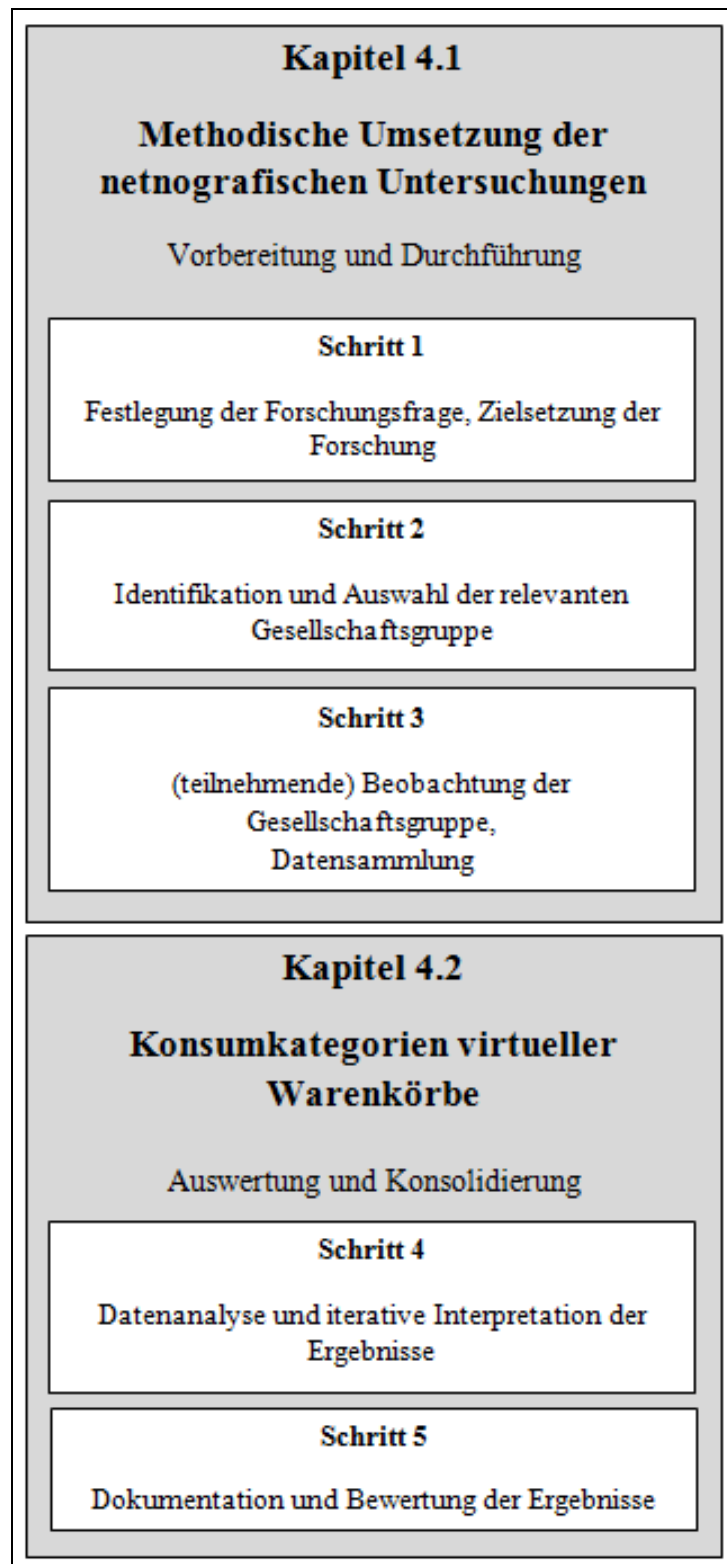 Kapitel 4.1
Methodische Umsetzung der
netnografischen Untersuchungen
Vorbereitung und Durchführung
Schritt 1
Festlegung der Forschungsfrage, Zielsetzung der
Forschung
Schritt 2
Identifikation und Auswahl der relevanten
Gesellschaftsgruppe
Schritt 3
(teilnehmende) Beobachtung der
Gesellschaftsgruppe,
Datensammlung
Kapitel 4.2
Konsumkategorien virtueller
Warenkörbe
Auswertung und Konsolidierung
Schritt 4
Datenanalyse und iterative Interpretation der
Ergebnisse
Schritt 5
Dokumentation und Bewertung der Ergebnisse